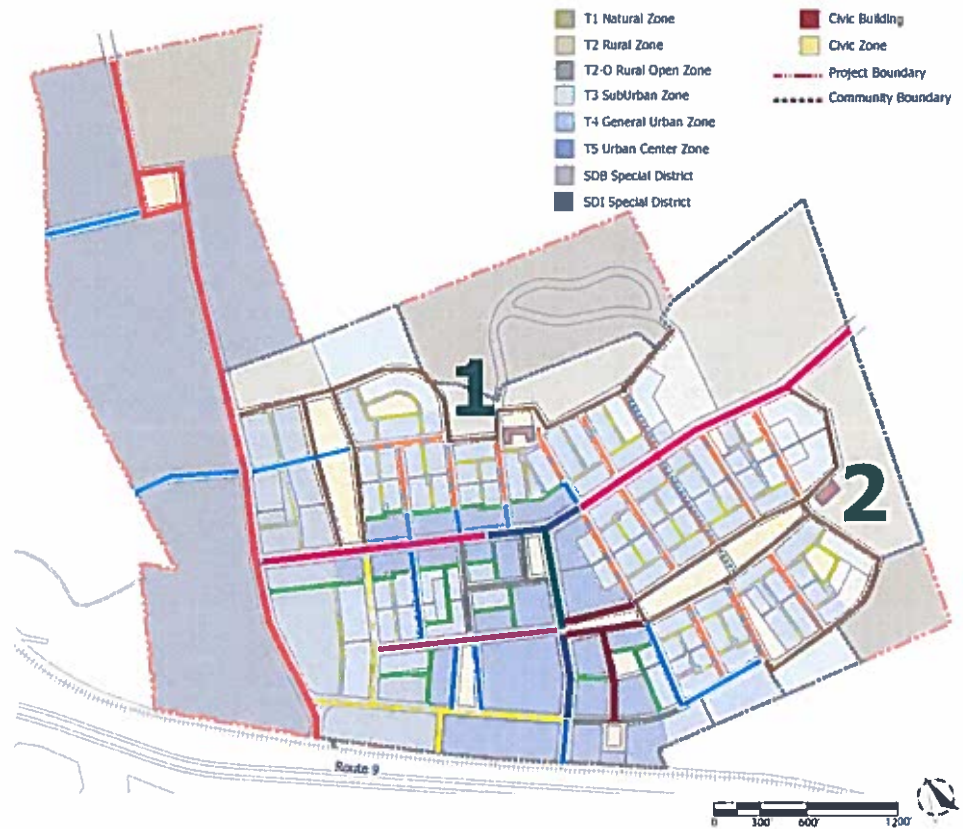 T1 Natural Zone
T2 Rural Zone
T2-O Rural Open Zone
T3 SubUrban Zone
T4 General Urban Zone
T5 Urban Center Zone
SDB Special District
SDI Special District
Civic Building
Civic Zone
Project Boundary
Community Boundary
1
2
Route 9
0 300' 600' 1200'